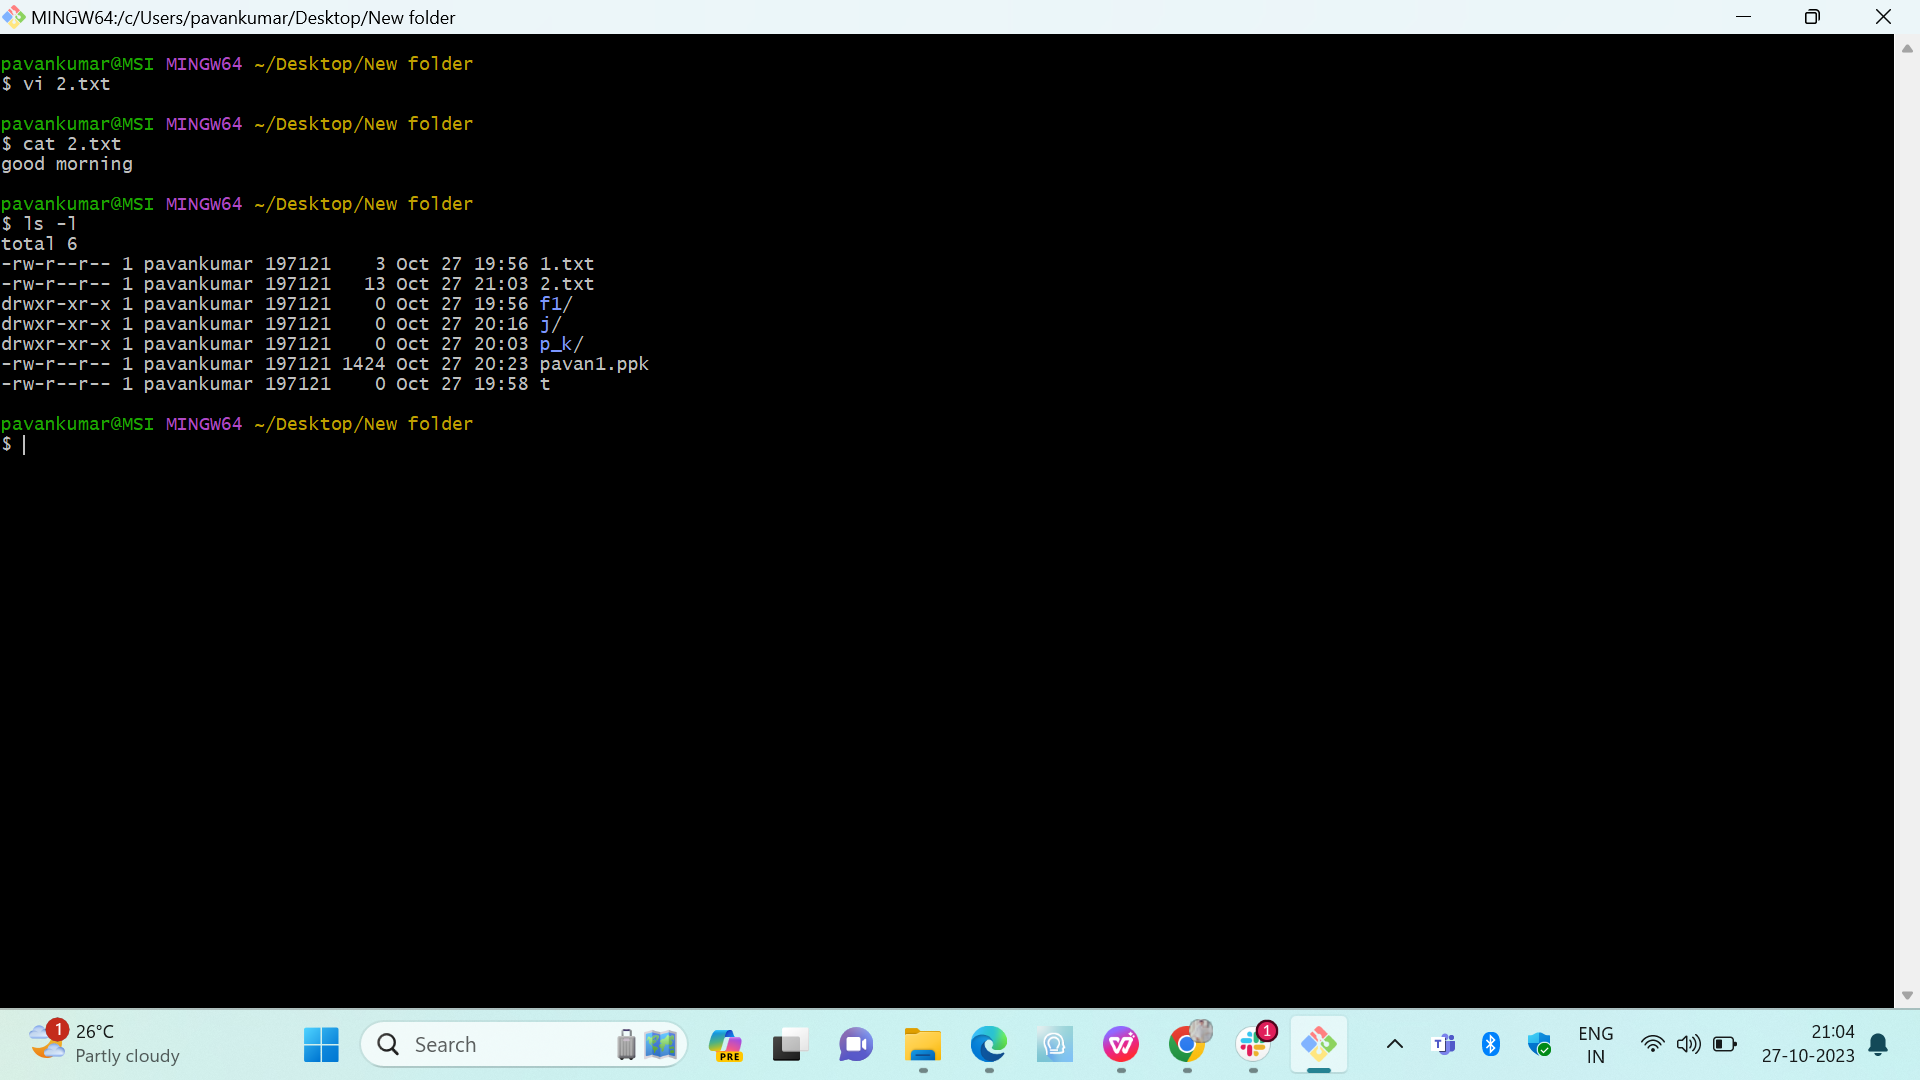 MINGW64:/c/Users/pavankumar/Desktop/New folder
pavankumar@MSI MINGW64 ~/Desktop/New folder
$ vi 2.txt
pavankumar@MSI MINGW64 ~/Desktop/New folder
$ cat 2.txt
good morning
pavankumar@MSI MINGW64 ~/Desktop/New folder
$ ls -l
total 6
-rw-r--r-- 1 pavankumar 197121    3 Oct 27 19:56 1.txt
-rw-r--r-- 1 pavankumar 197121   13 Oct 27 21:03 2.txt
drwxr-xr-x 1 pavankumar 197121    0 Oct 27 19:56 f1/
drwxr-xr-x 1 pavankumar 197121    0 Oct 27 20:16 j/
drwxr-xr-x 1 pavankumar 197121    0 Oct 27 20:03 p_k/
-rw-r--r-- 1 pavankumar 197121 1424 Oct 27 20:23 pavan1.ppk
-rw-r--r-- 1 pavankumar 197121    0 Oct 27 19:58 t
pavankumar@MSI MINGW64 ~/Desktop/New folder
$
1
26°C
Partly cloudy
Search
PRE
1
ENG
IN
21:04
27-10-2023